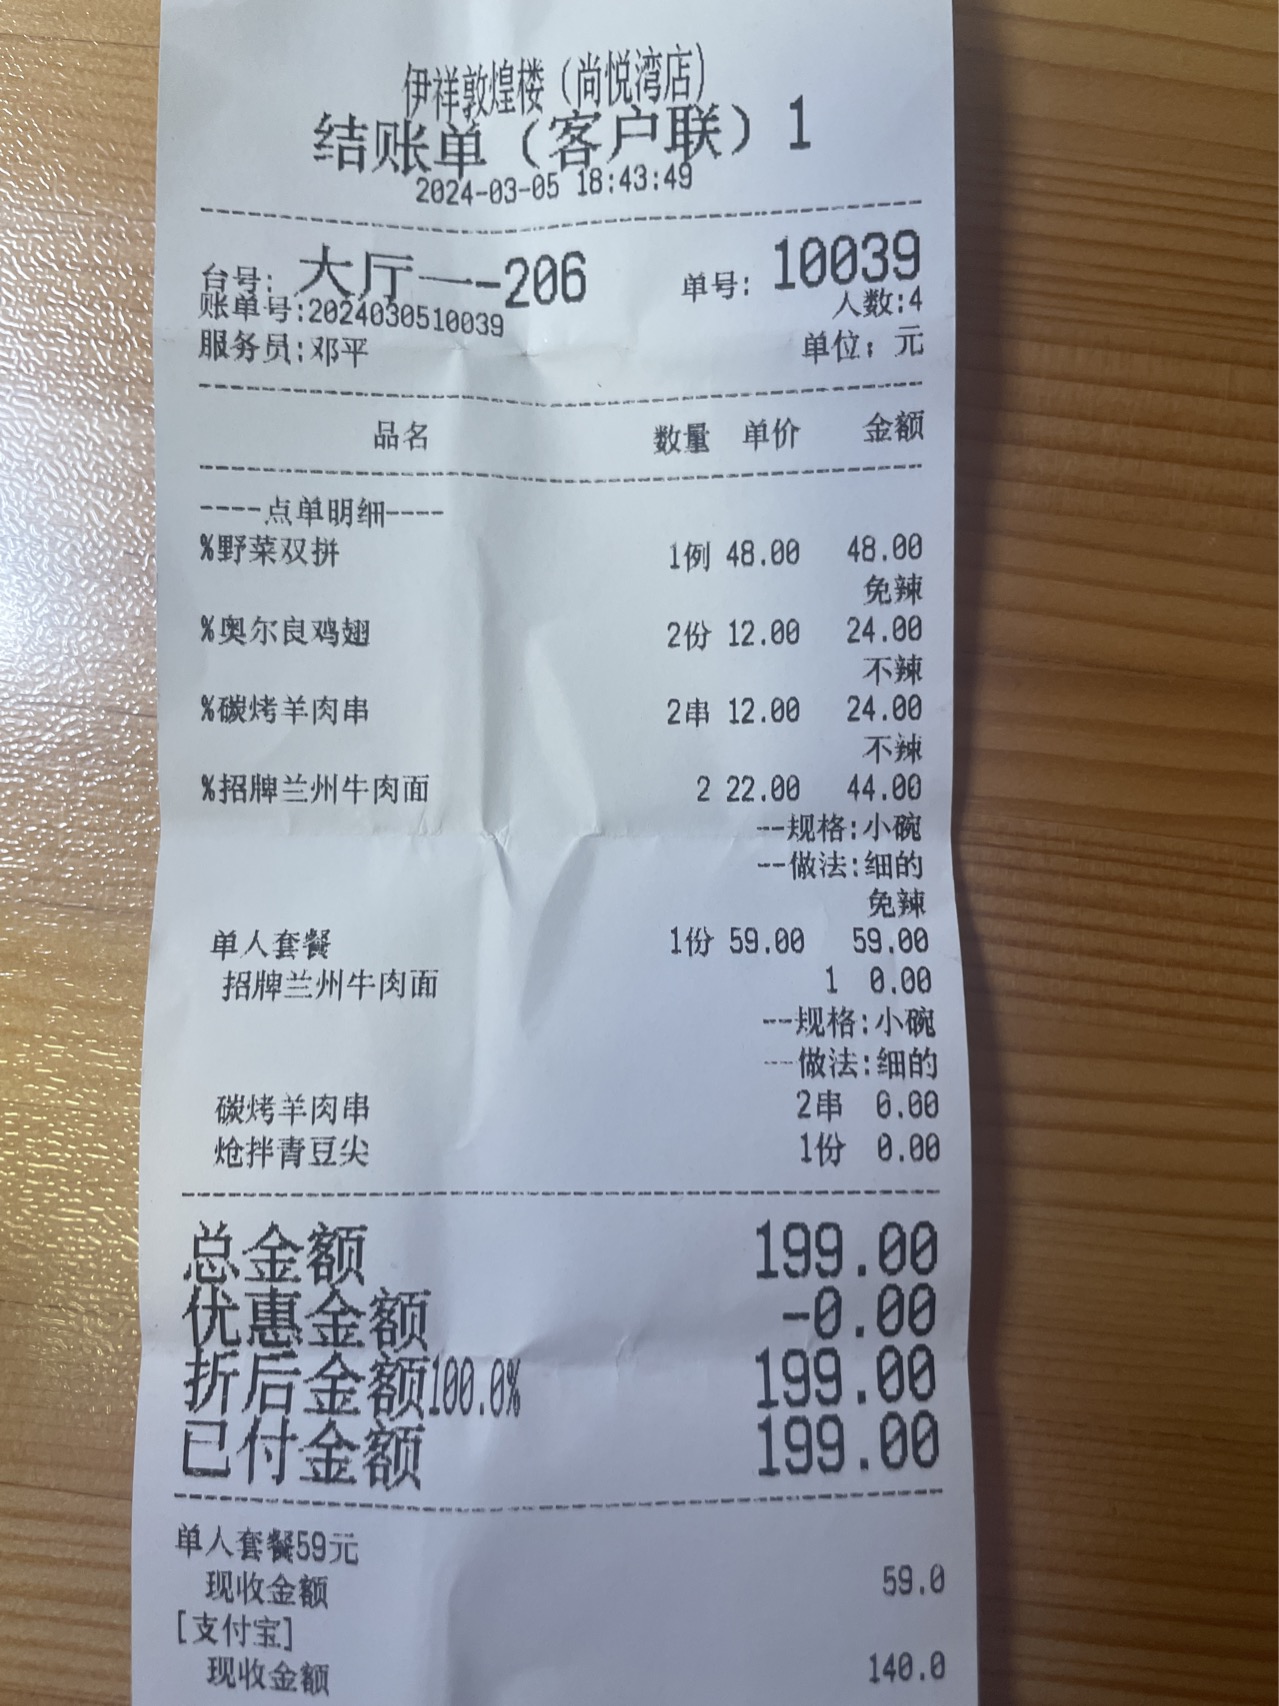 伊祥敦煌楼（尚悦湾店）
结账单（客户联）1
2024-03-05 18:43:49
台号: 大厅一-206 单号: 10039
账单号:2024030510039 人数:4
服务员:邓平 单位：元
品名 数量 单价 金额
----点单明细----
%野菜双拼 1例 48.00 48.00
免辣
%奥尔良鸡翅 2份 12.00 24.00
不辣
%碳烤羊肉串 2串 12.00 24.00
不辣
%招牌兰州牛肉面 2 22.00 44.00
--规格:小碗
--做法:细的
免辣
单人套餐 1份 59.00 59.00
招牌兰州牛肉面 1 0.00
--规格:小碗
--做法:细的
碳烤羊肉串 2串 0.00
炝拌青豆尖 1份 0.00
总金额 199.00
优惠金额 -0.00
折后金额100.0% 199.00
已付金额 199.00
单人套餐59元
现收金额 59.0
[支付宝]
现收金额 140.0